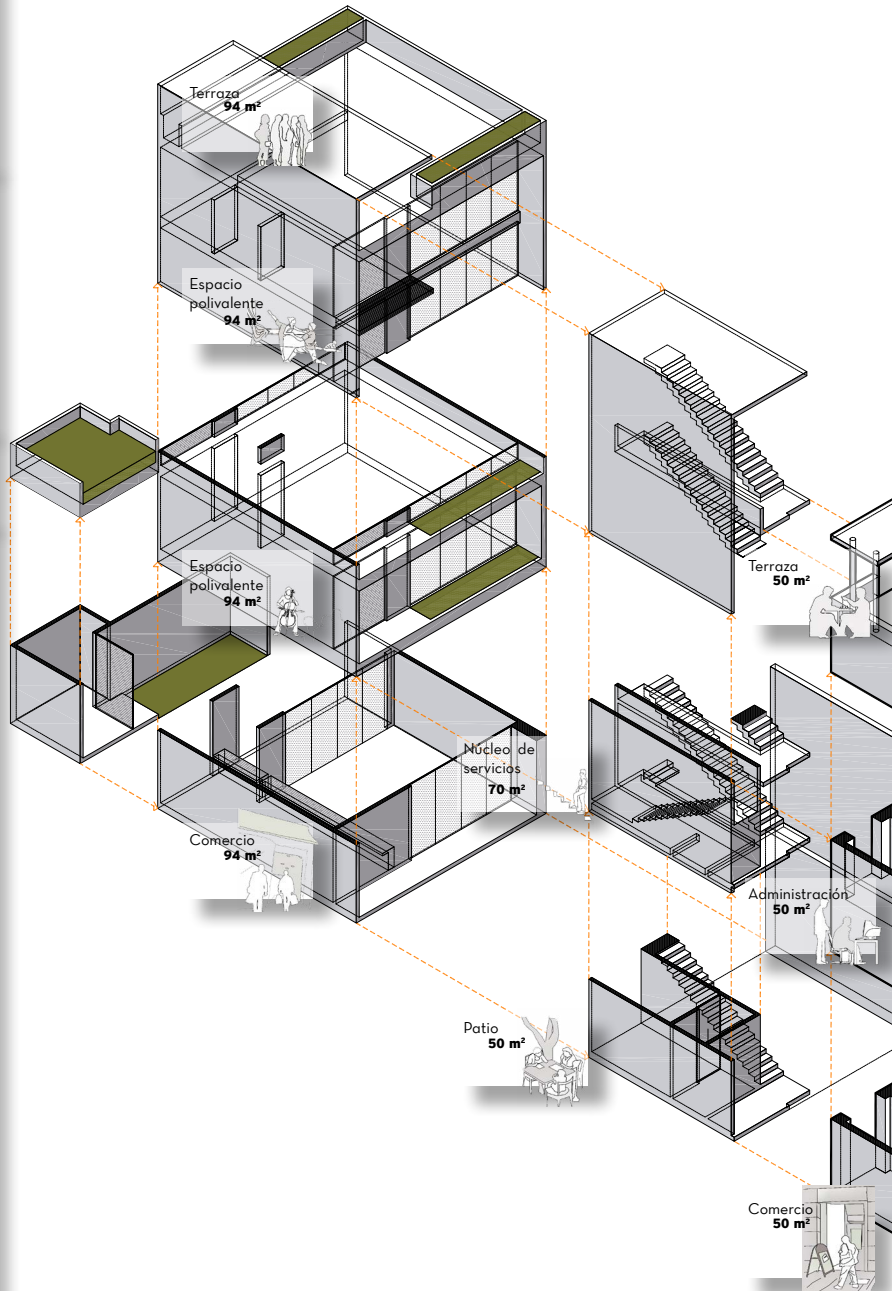 Terraza
94 m²
Espacio
polivalente
94 m²
Espacio
polivalente
94 m²
Terraza
50 m²
Núcleo de
servicios
70 m²
Comercio
94 m²
Administración
50 m²
Patio
50 m²
Comercio
50 m²